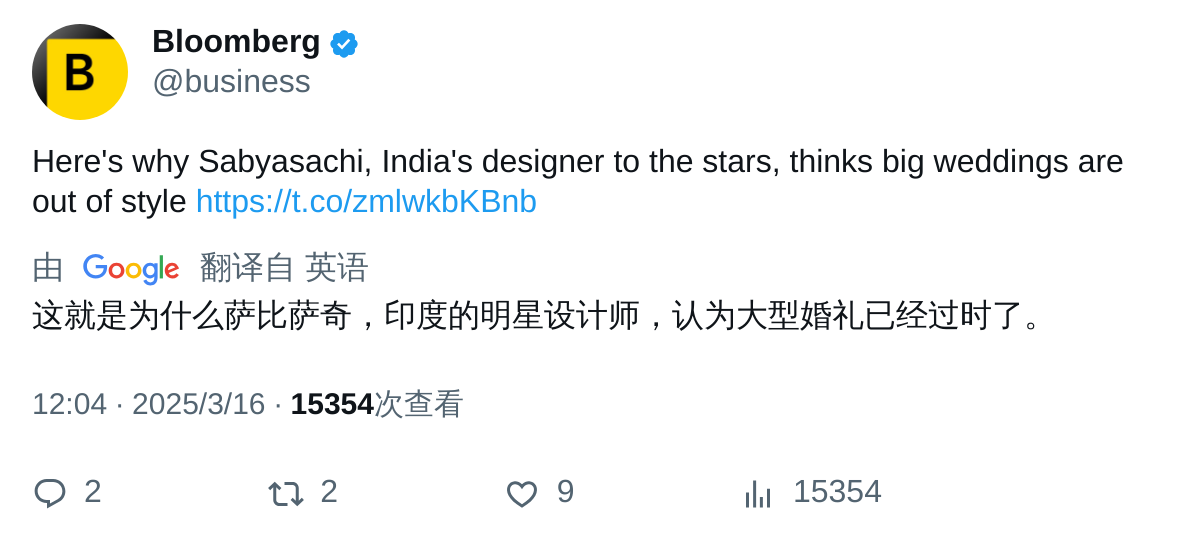 B
Bloomberg
@business
Here's why Sabyasachi, India's designer to the stars, thinks big weddings are
out of style https://t.co/zmlwkbKBnb
由 Google 翻译自 英语
这就是为什么萨比萨奇，印度的明星设计师，认为大型婚礼已经过时了。
12:04 · 2025/3/16 · 15354次查看
2 2 9 15354